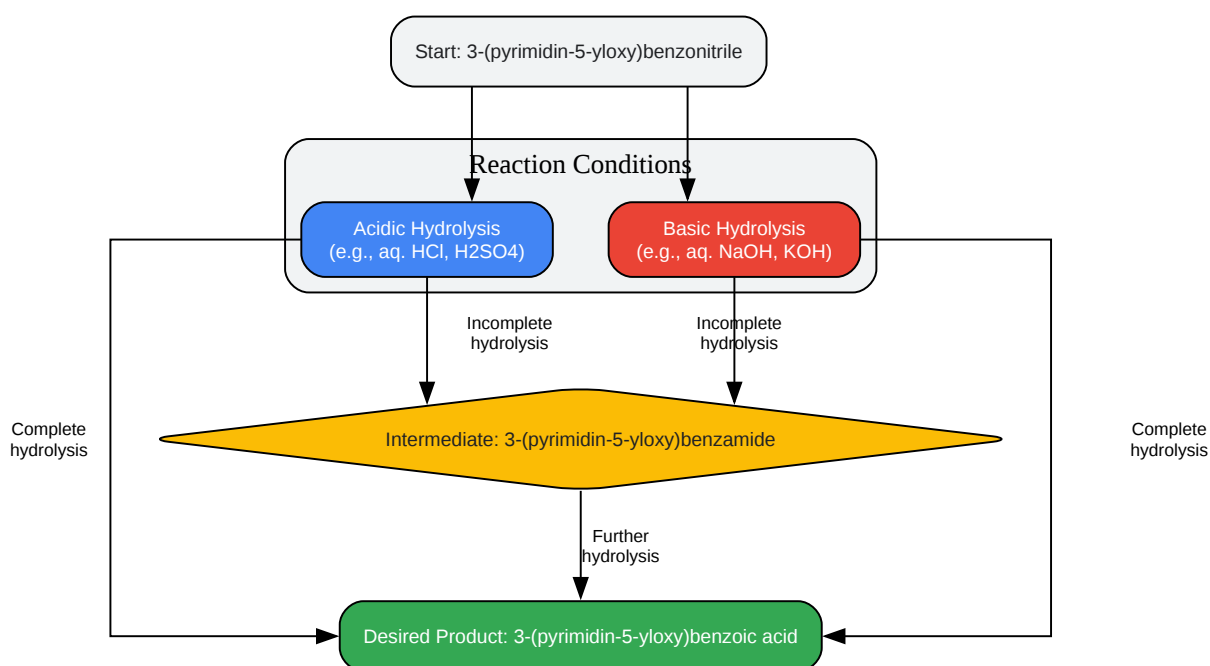 Start: 3-(pyrimidin-5-yloxy)benzonitrile
Reaction Conditions
Acidic Hydrolysis
(e.g., aq. HCl, H2SO4)
Basic Hydrolysis
(e.g., aq. NaOH, KOH)
Incomplete
hydrolysis
Incomplete
hydrolysis
Complete
hydrolysis
Intermediate: 3-(pyrimidin-5-yloxy)benzamide
Complete
hydrolysis
Further
hydrolysis
Desired Product: 3-(pyrimidin-5-yloxy)benzoic acid